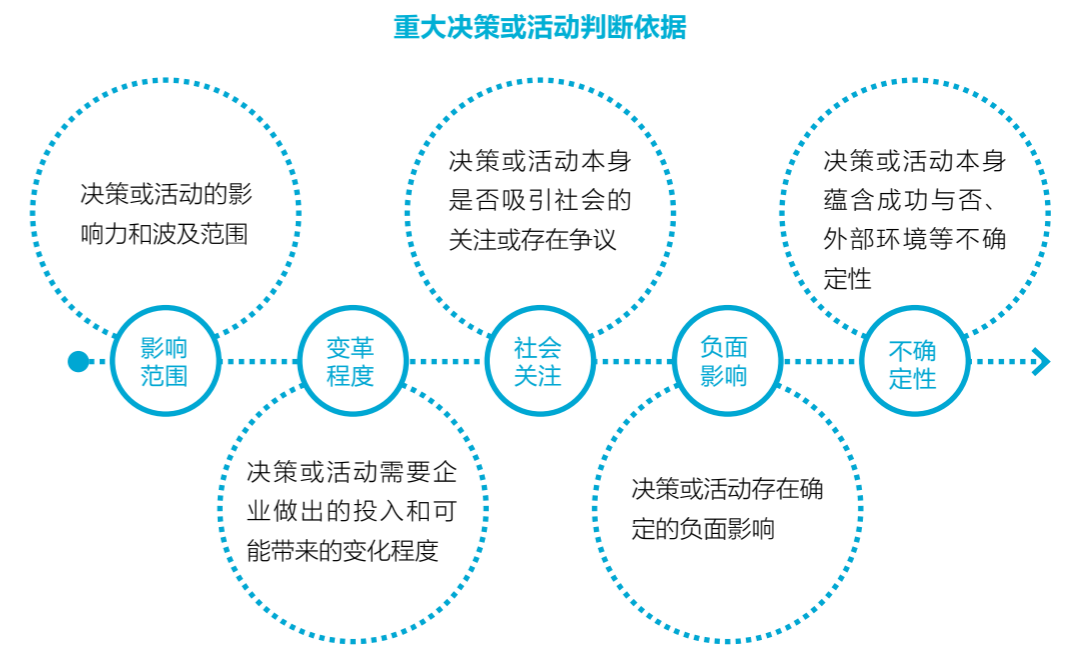 重大决策或活动判断依据
决策或活动的影
响力和波及范围
决策或活动本身
是否吸引社会的
关注或存在争议
决策或活动本身
蕴含成功与否、
外部环境等不确
定性
影响
范围
变革
程度
社会
关注
负面
影响
不确
定性
决策或活动需要企
业做出的投入和可
能带来的变化程度
决策或活动存在确
定的负面影响